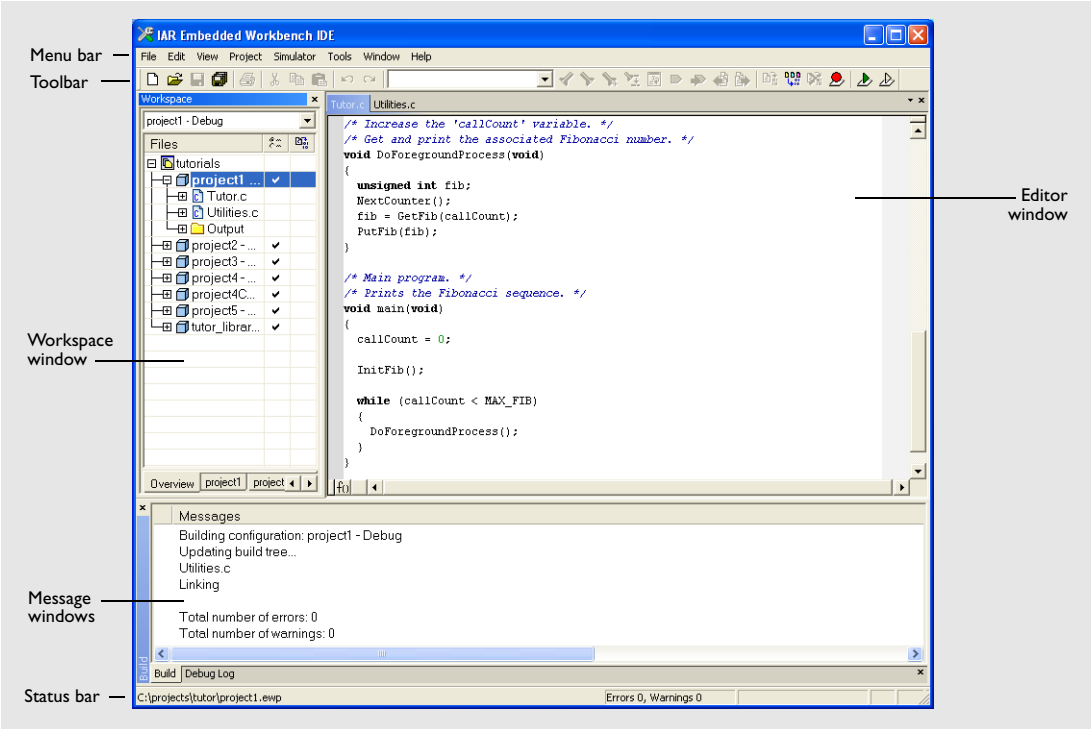 IAR Embedded Workbench IDE
Menu bar
File Edit View Project Simulator Tools Window Help
Toolbar
Workspace
project1 - Debug
Files
tutorials
project1 ...
Tutor.c
Utilities.c
Output
project2 - ...
project3 - ...
project4 - ...
project4C...
project5 - ...
tutor_librar...
Overview project1 project
Workspace
window
Tutor.c Utilities.c
/* Increase the 'callCount' variable. */
/* Get and print the associated Fibonacci number. */
void DoForegroundProcess(void)
{
unsigned int fib;
NextCounter();
fib = GetFib(callCount);
PutFib(fib);
}
/* Main program. */
/* Prints the Fibonacci sequence. */
void main(void)
{
callCount = 0;
InitFib();
while (callCount < MAX_FIB)
{
DoForegroundProcess();
}
}
f()
Editor
window
Messages
Building configuration: project1 - Debug
Updating build tree...
Utilities.c
Linking
Total number of errors: 0
Total number of warnings: 0
Message
windows
Build
Build Debug Log
Status bar
C:\projects\tutor\project1.ewp
Errors 0, Warnings 0